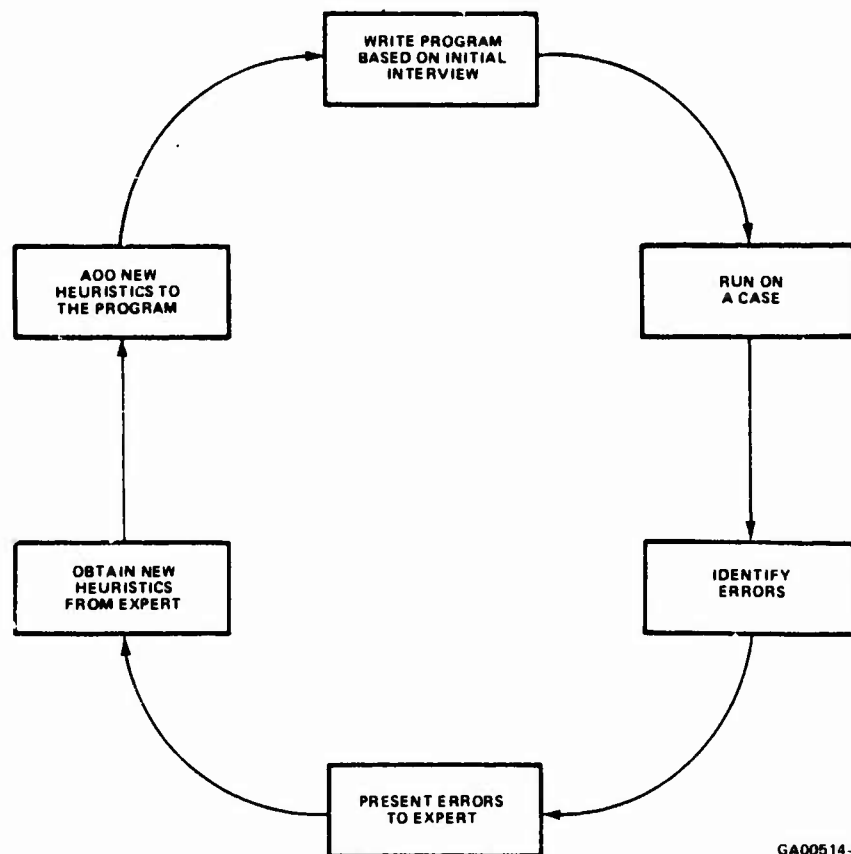 WRITE PROGRAM
BASED ON INITIAL
INTERVIEW
RUN ON
A CASE
IDENTIFY
ERRORS
PRESENT ERRORS
TO EXPERT
OBTAIN NEW
HEURISTICS
FROM EXPERT
AOO NEW
HEURISTICS TO
THE PROGRAM
GA00514-